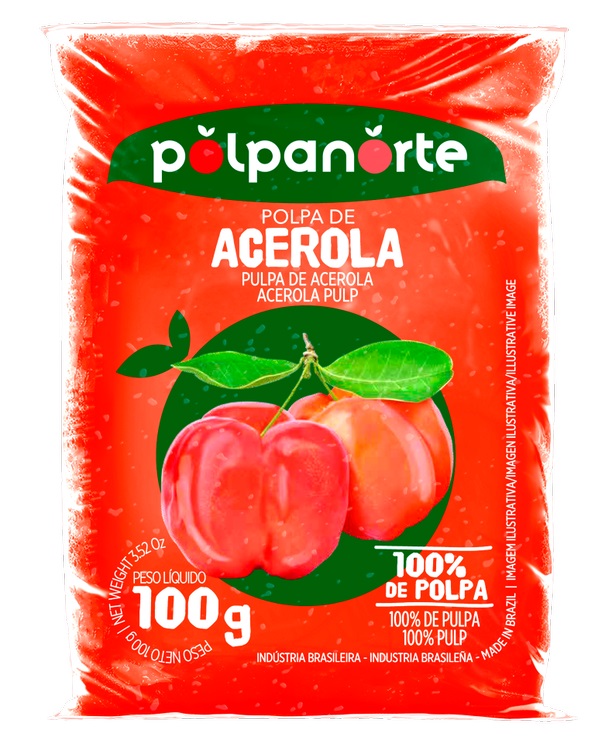 polpanorte
POLPA DE
ACEROLA
PULPA DE ACEROLA
ACEROLA PULP
100%
DE POLPA
100% DE PULPA
100% PULP
PESO LÍQUIDO
100g
PESO NETO 100g | NET WEIGHT 3.52 Oz
INDÚSTRIA BRASILEIRA - INDUSTRIA BRASILEÑA - MADE IN BRAZIL | IMAGEM ILUSTRATIVA/IMAGEN ILUSTRATIVA/ILLUSTRATIVE IMAGE